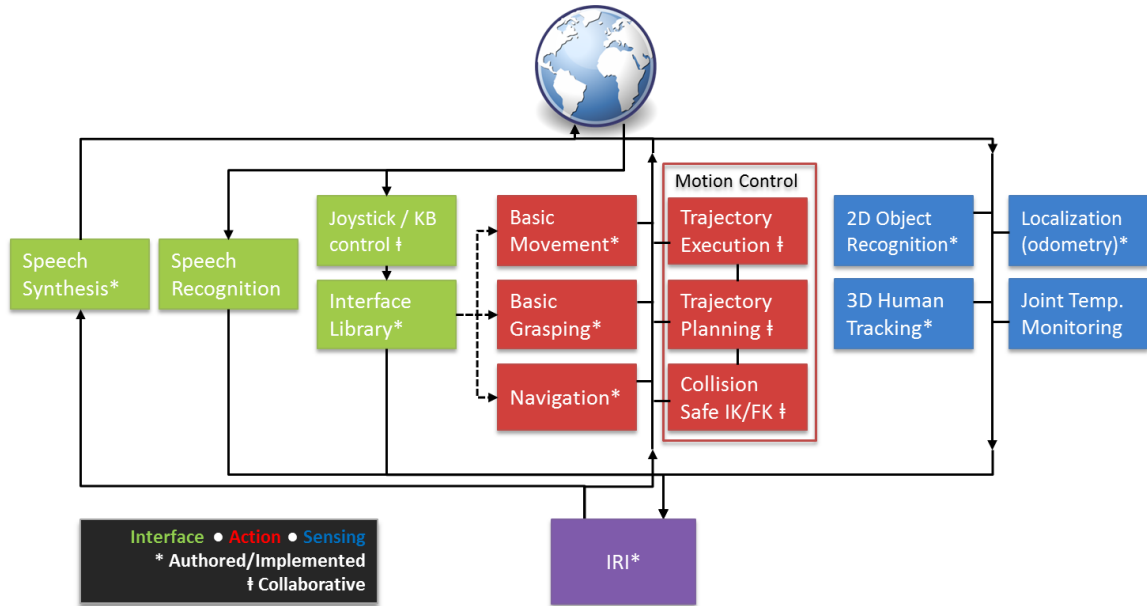 Motion Control
Joystick / KB
control ⱡ
Basic
Movement*
Trajectory
Execution ⱡ
2D Object
Recognition*
Localization
(odometry)*
Speech
Synthesis*
Speech
Recognition
Interface
Library*
Basic
Grasping*
Trajectory
Planning ⱡ
3D Human
Tracking*
Joint Temp.
Monitoring
Navigation*
Collision
Safe IK/FK ⱡ
Interface ● Action ● Sensing
* Authored/Implemented
ⱡ Collaborative
IRI*